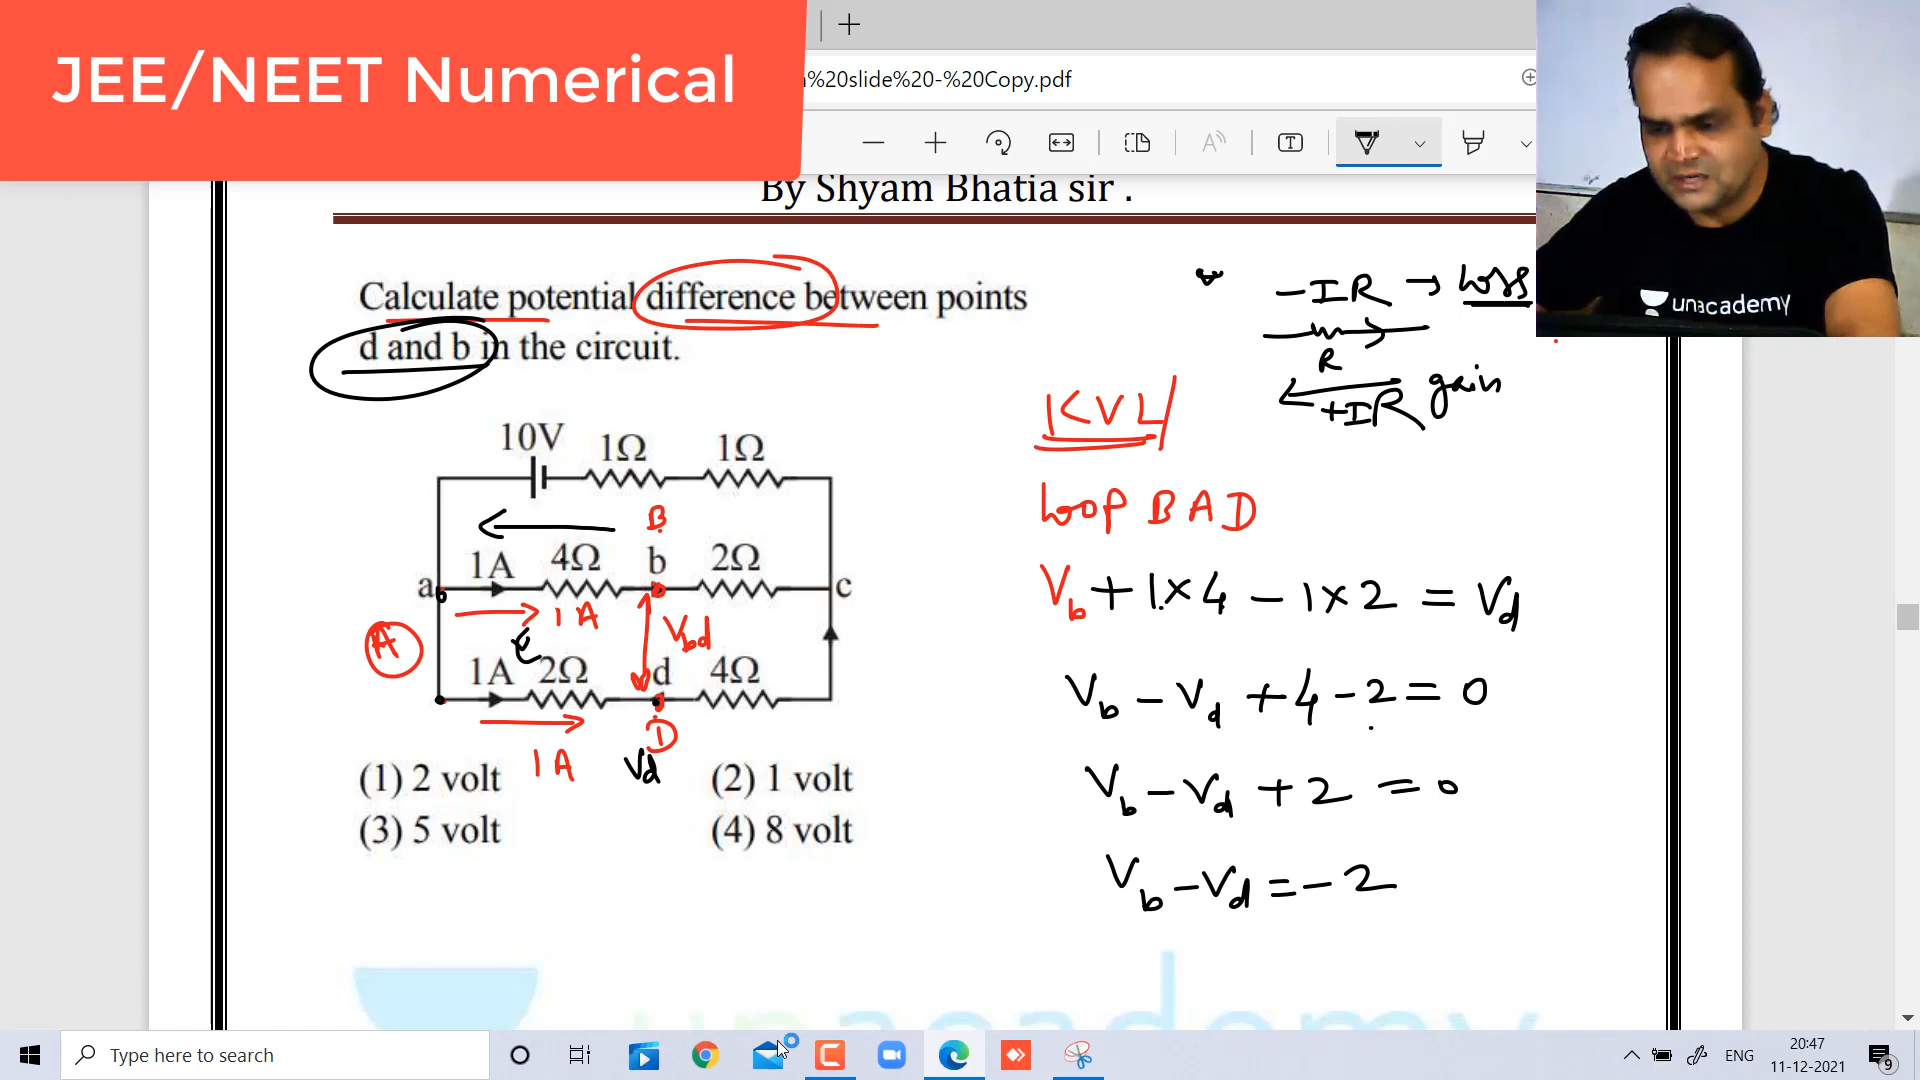 JEE/NEET Numerical
n%20slide%20-%20Copy.pdf
By Shyam Bhatia sir .
unacademy
Calculate potential difference between points
d and b in the circuit.
-IR → loss
R
+IR gain
KVL
loop BAD
10V 1Ω 1Ω
B
1A 4Ω b 2Ω
a c
1A
A
Vbd
1A 2Ω d 4Ω
D
1A
Vd
Vb + 1×4 - 1×2 = Vd
Vb - Vd + 4 - 2 = 0
Vb - Vd + 2 = 0
Vb - Vd = -2
(1) 2 volt (2) 1 volt
(3) 5 volt (4) 8 volt
unacademy
Type here to search
ENG
20:47
11-12-2021
9